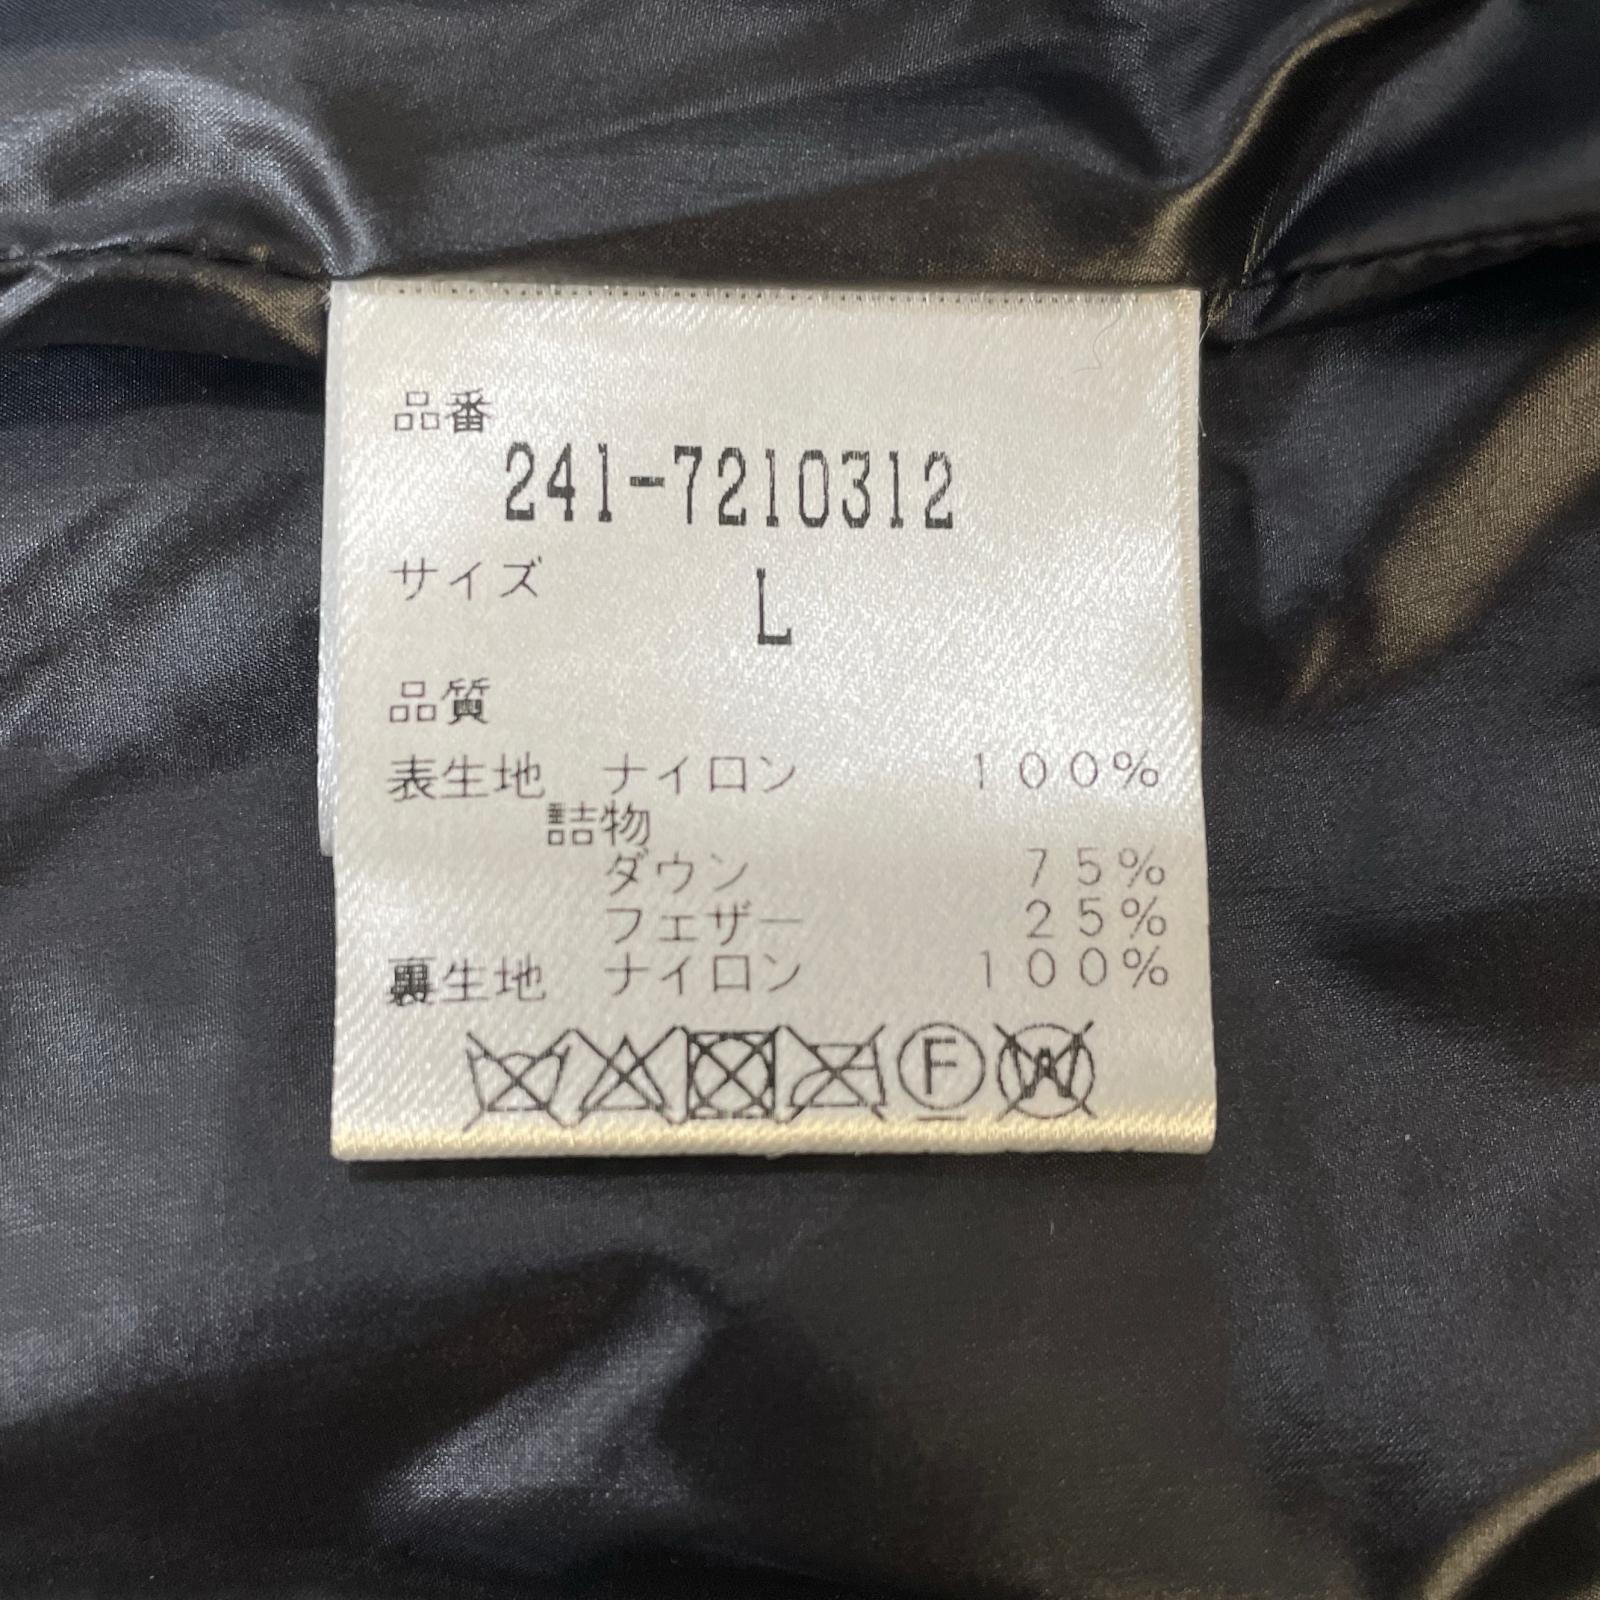 品番
241-7210312
サイズ L
品質
表生地 ナイロン 100%
詰物
ダウン 75%
フェザー 25%
裏生地 ナイロン 100%
F W